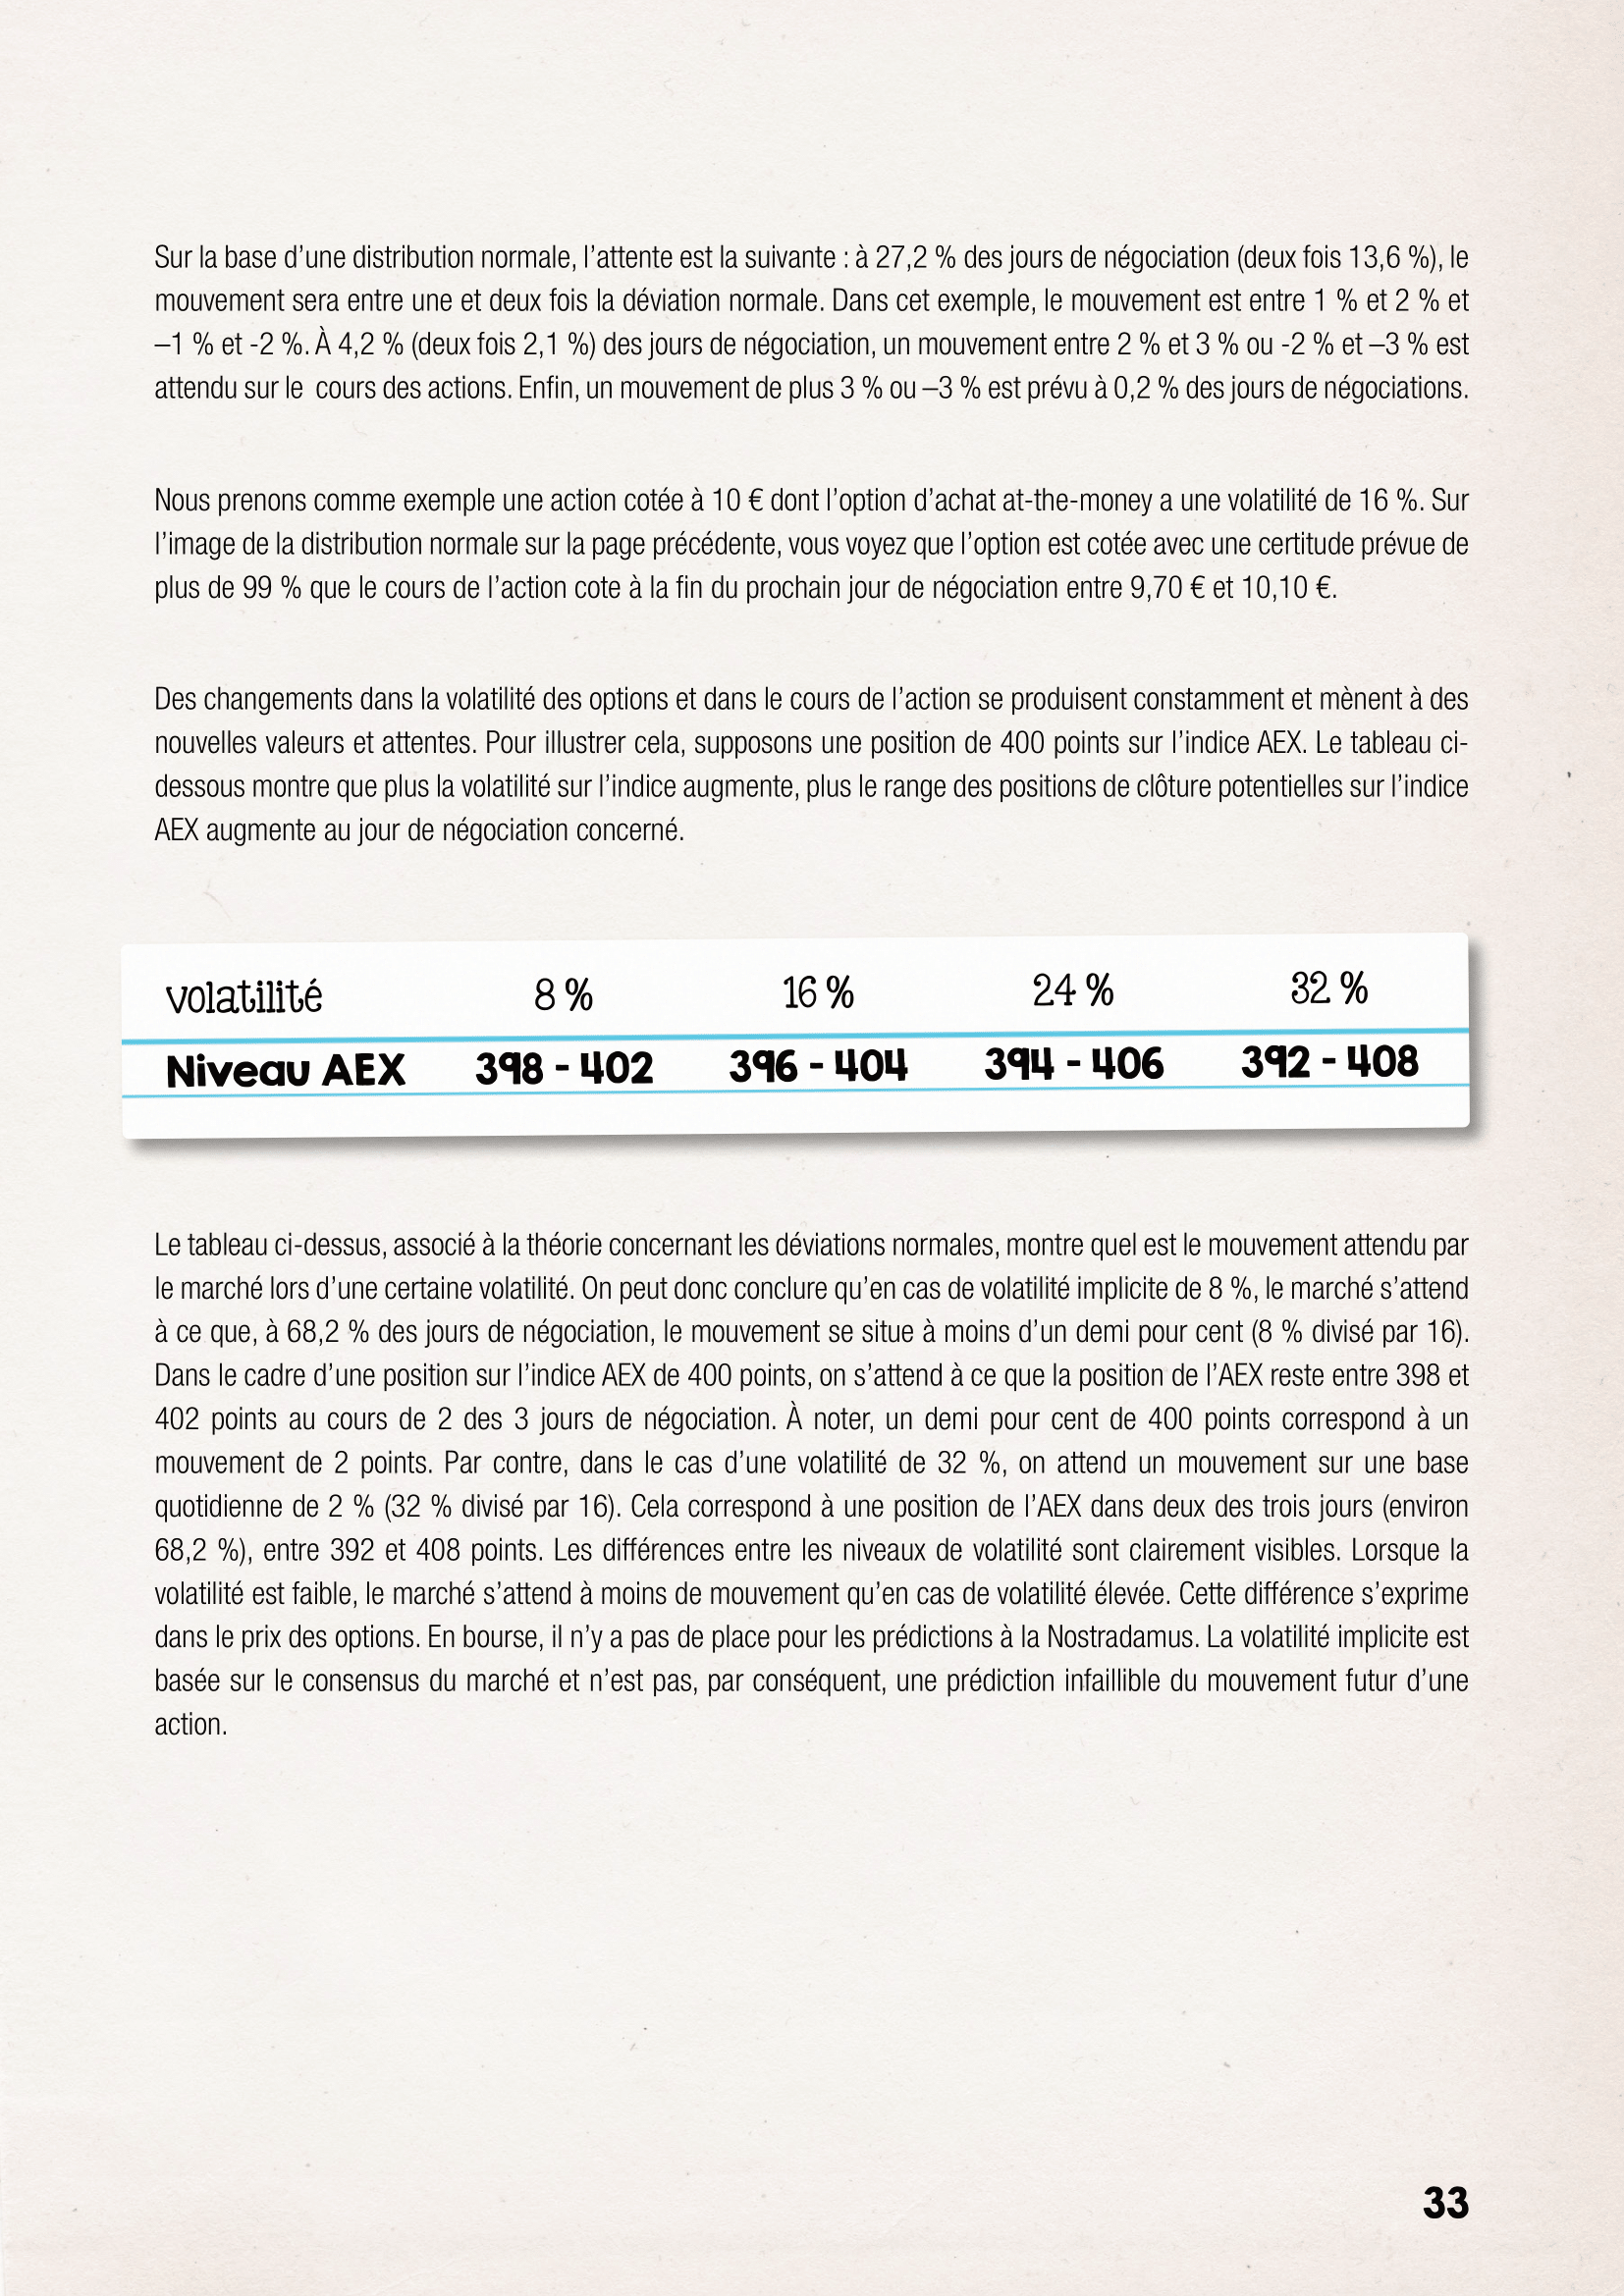 Sur la base d’une distribution normale, l’attente est la suivante : à 27,2 % des jours de négociation (deux fois 13,6 %), le
mouvement sera entre une et deux fois la déviation normale. Dans cet exemple, le mouvement est entre 1 % et 2 % et
–1 % et -2 %. À 4,2 % (deux fois 2,1 %) des jours de négociation, un mouvement entre 2 % et 3 % ou -2 % et –3 % est
attendu sur le cours des actions. Enfin, un mouvement de plus 3 % ou –3 % est prévu à 0,2 % des jours de négociations.
Nous prenons comme exemple une action cotée à 10 € dont l’option d’achat at-the-money a une volatilité de 16 %. Sur
l’image de la distribution normale sur la page précédente, vous voyez que l’option est cotée avec une certitude prévue de
plus de 99 % que le cours de l’action cote à la fin du prochain jour de négociation entre 9,70 € et 10,10 €.
Des changements dans la volatilité des options et dans le cours de l’action se produisent constamment et mènent à des
nouvelles valeurs et attentes. Pour illustrer cela, supposons une position de 400 points sur l’indice AEX. Le tableau ci-
dessous montre que plus la volatilité sur l’indice augmente, plus le range des positions de clôture potentielles sur l’indice
AEX augmente au jour de négociation concerné.
volatilité 8 % 16 % 24 % 32 %
Niveau AEX 398 - 402 396 - 404 394 - 406 392 - 408
Le tableau ci-dessus, associé à la théorie concernant les déviations normales, montre quel est le mouvement attendu par
le marché lors d’une certaine volatilité. On peut donc conclure qu’en cas de volatilité implicite de 8 %, le marché s’attend
à ce que, à 68,2 % des jours de négociation, le mouvement se situe à moins d’un demi pour cent (8 % divisé par 16).
Dans le cadre d’une position sur l’indice AEX de 400 points, on s’attend à ce que la position de l’AEX reste entre 398 et
402 points au cours de 2 des 3 jours de négociation. À noter, un demi pour cent de 400 points correspond à un
mouvement de 2 points. Par contre, dans le cas d’une volatilité de 32 %, on attend un mouvement sur une base
quotidienne de 2 % (32 % divisé par 16). Cela correspond à une position de l’AEX dans deux des trois jours (environ
68,2 %), entre 392 et 408 points. Les différences entre les niveaux de volatilité sont clairement visibles. Lorsque la
volatilité est faible, le marché s’attend à moins de mouvement qu’en cas de volatilité élevée. Cette différence s’exprime
dans le prix des options. En bourse, il n’y a pas de place pour les prédictions à la Nostradamus. La volatilité implicite est
basée sur le consensus du marché et n’est pas, par conséquent, une prédiction infaillible du mouvement futur d’une
action.
33